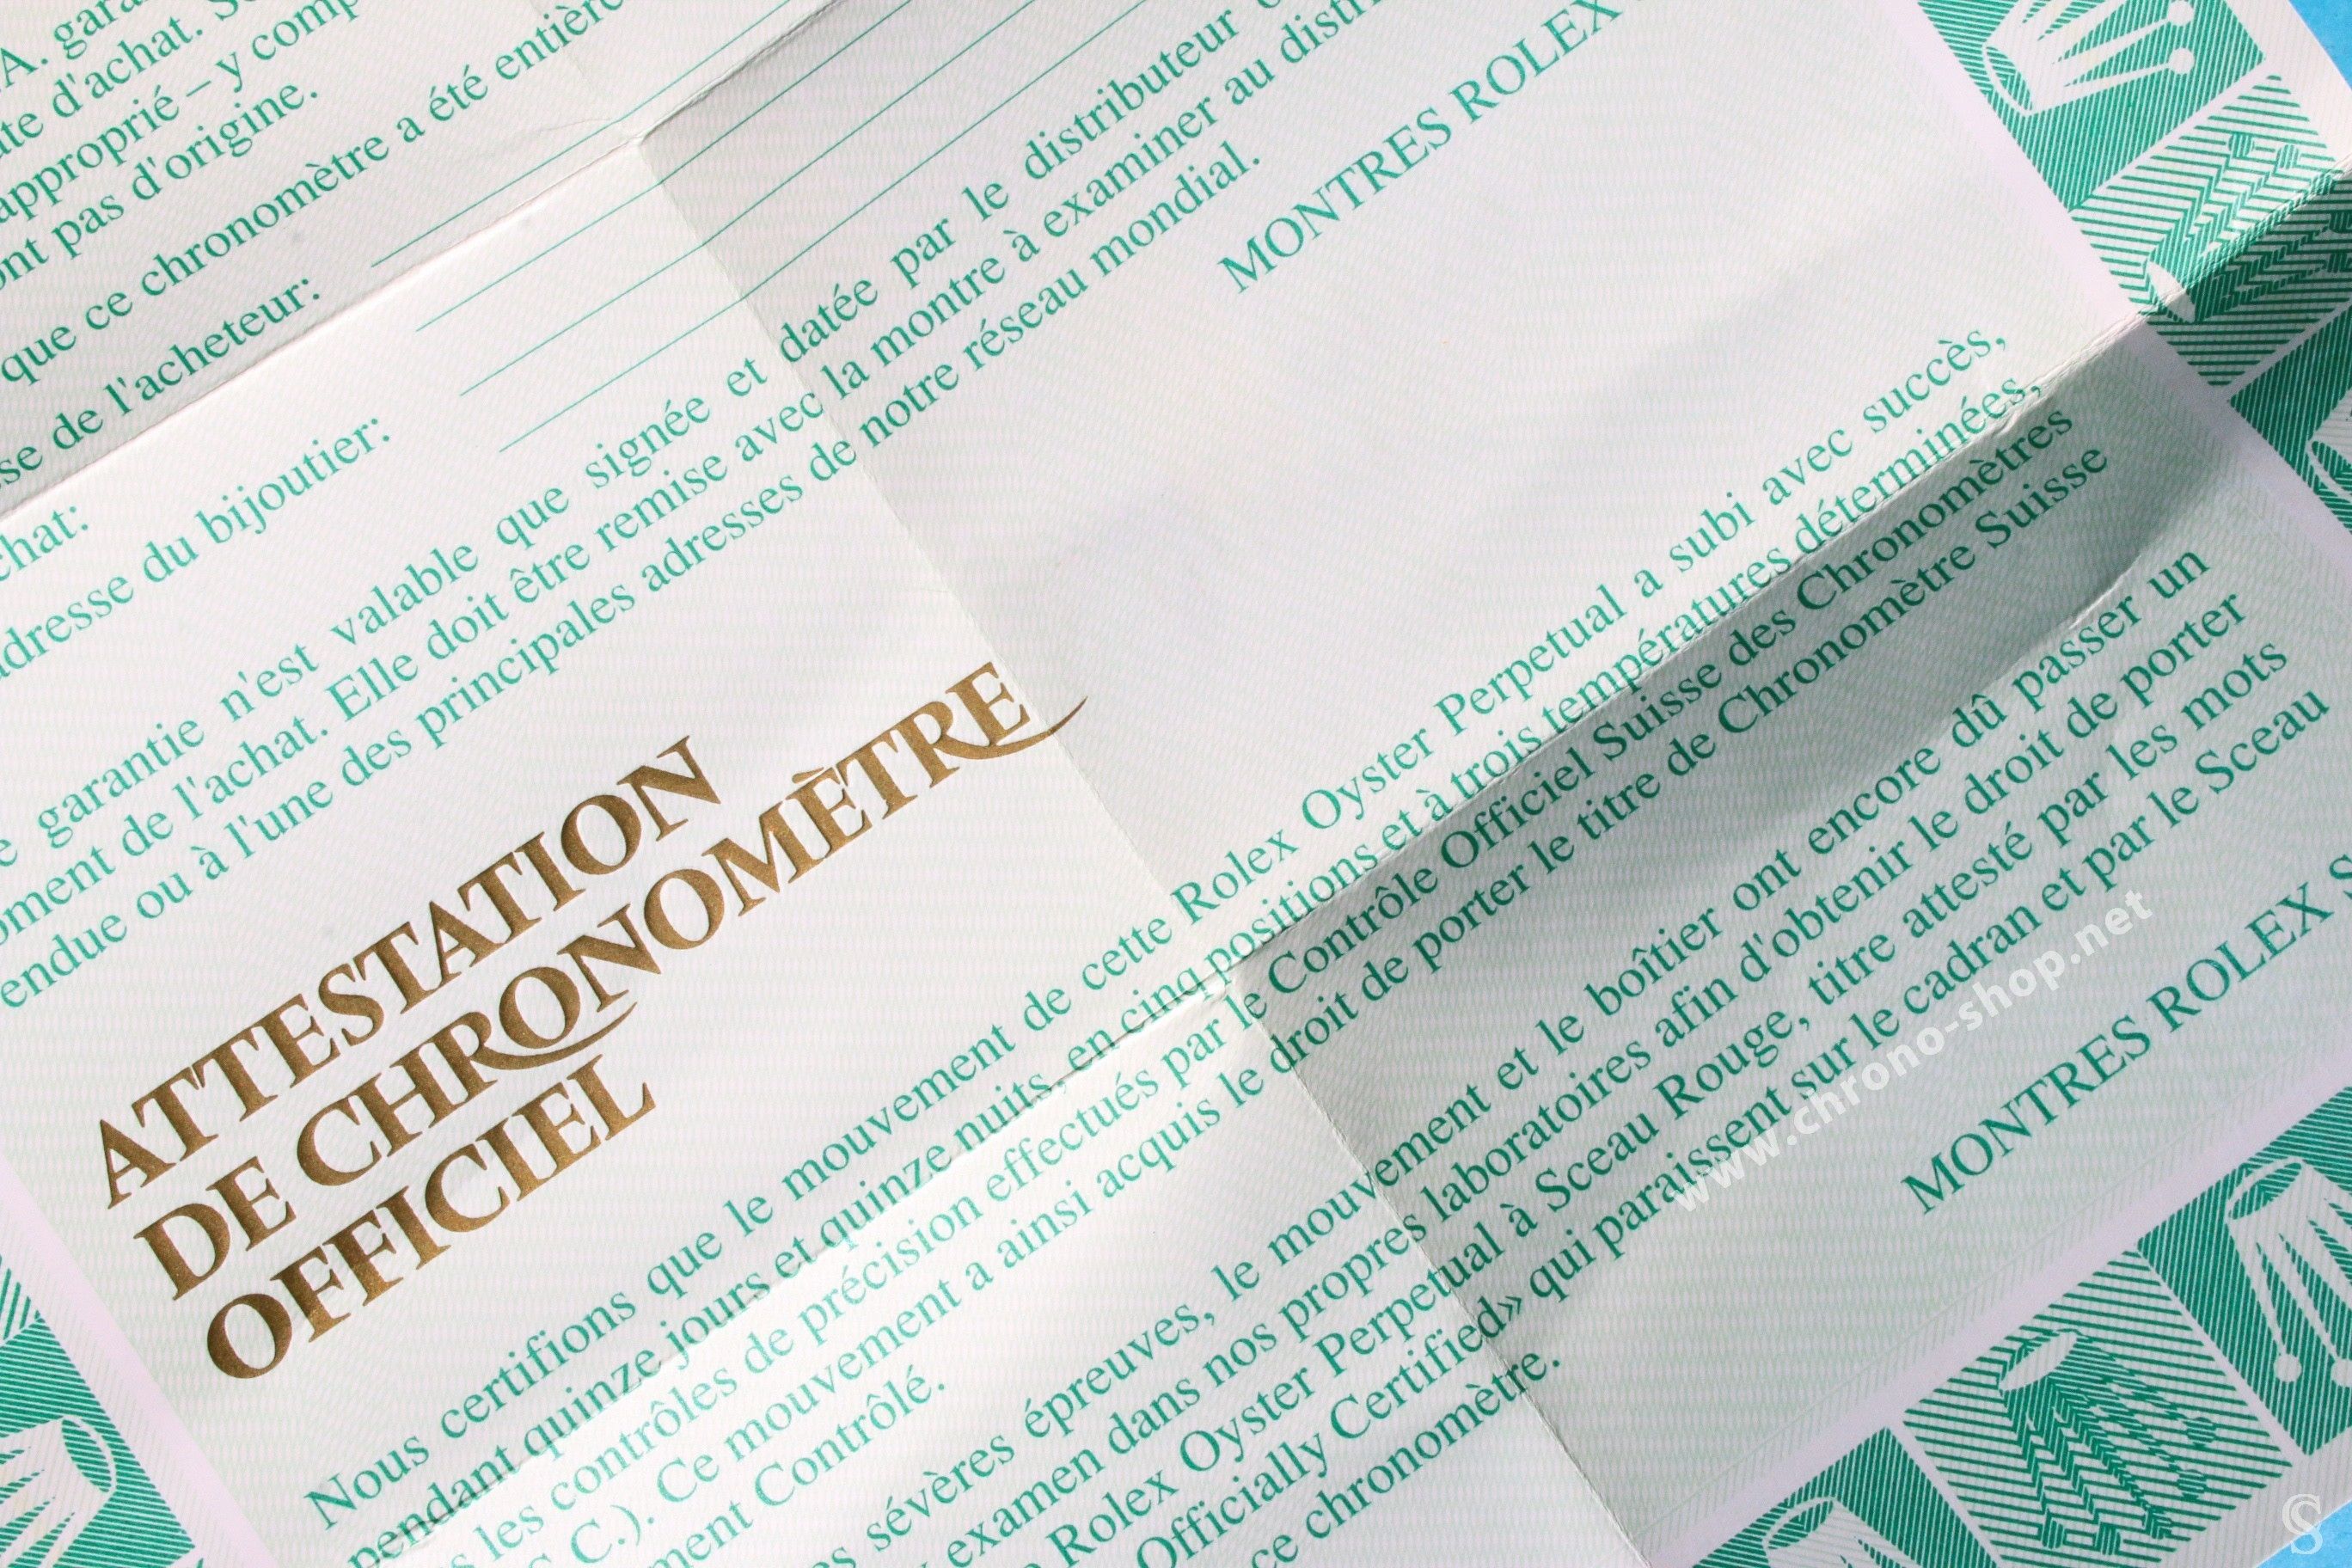 A.
d'achat.
approprié – y
pas d'origine.
que ce chronomètre a été
de l'acheteur:
du bijoutier:
garantie n'est valable que signée et datée par le distributeur
de l'achat. Elle doit être remise avec la montre à examiner au
ou à l'une des principales adresses de notre réseau mondial.
MONTRES ROLEX
ATTESTATION
DE CHRONOMÈTRE
OFFICIEL
Nous certifions que le mouvement de cette Rolex Oyster Perpetual a subi avec succès,
pendant quinze jours et quinze nuits, en cinq positions et à trois températures déterminées,
les contrôles de précision effectués par le Contrôle Officiel Suisse des Chronomètres
C.). Ce mouvement a ainsi acquis le droit de porter le titre de Chronomètre Suisse
Contrôlé.
sévères épreuves, le mouvement et le boîtier ont encore dû passer un
examen dans nos propres laboratoires afin d'obtenir le droit de porter
Rolex Oyster Perpetual à Sceau Rouge, titre attesté par les mots
Officially Certified» qui paraissent sur le cadran et par le Sceau
ce chronomètre.
MONTRES ROLEX
www.chrono-shop.net